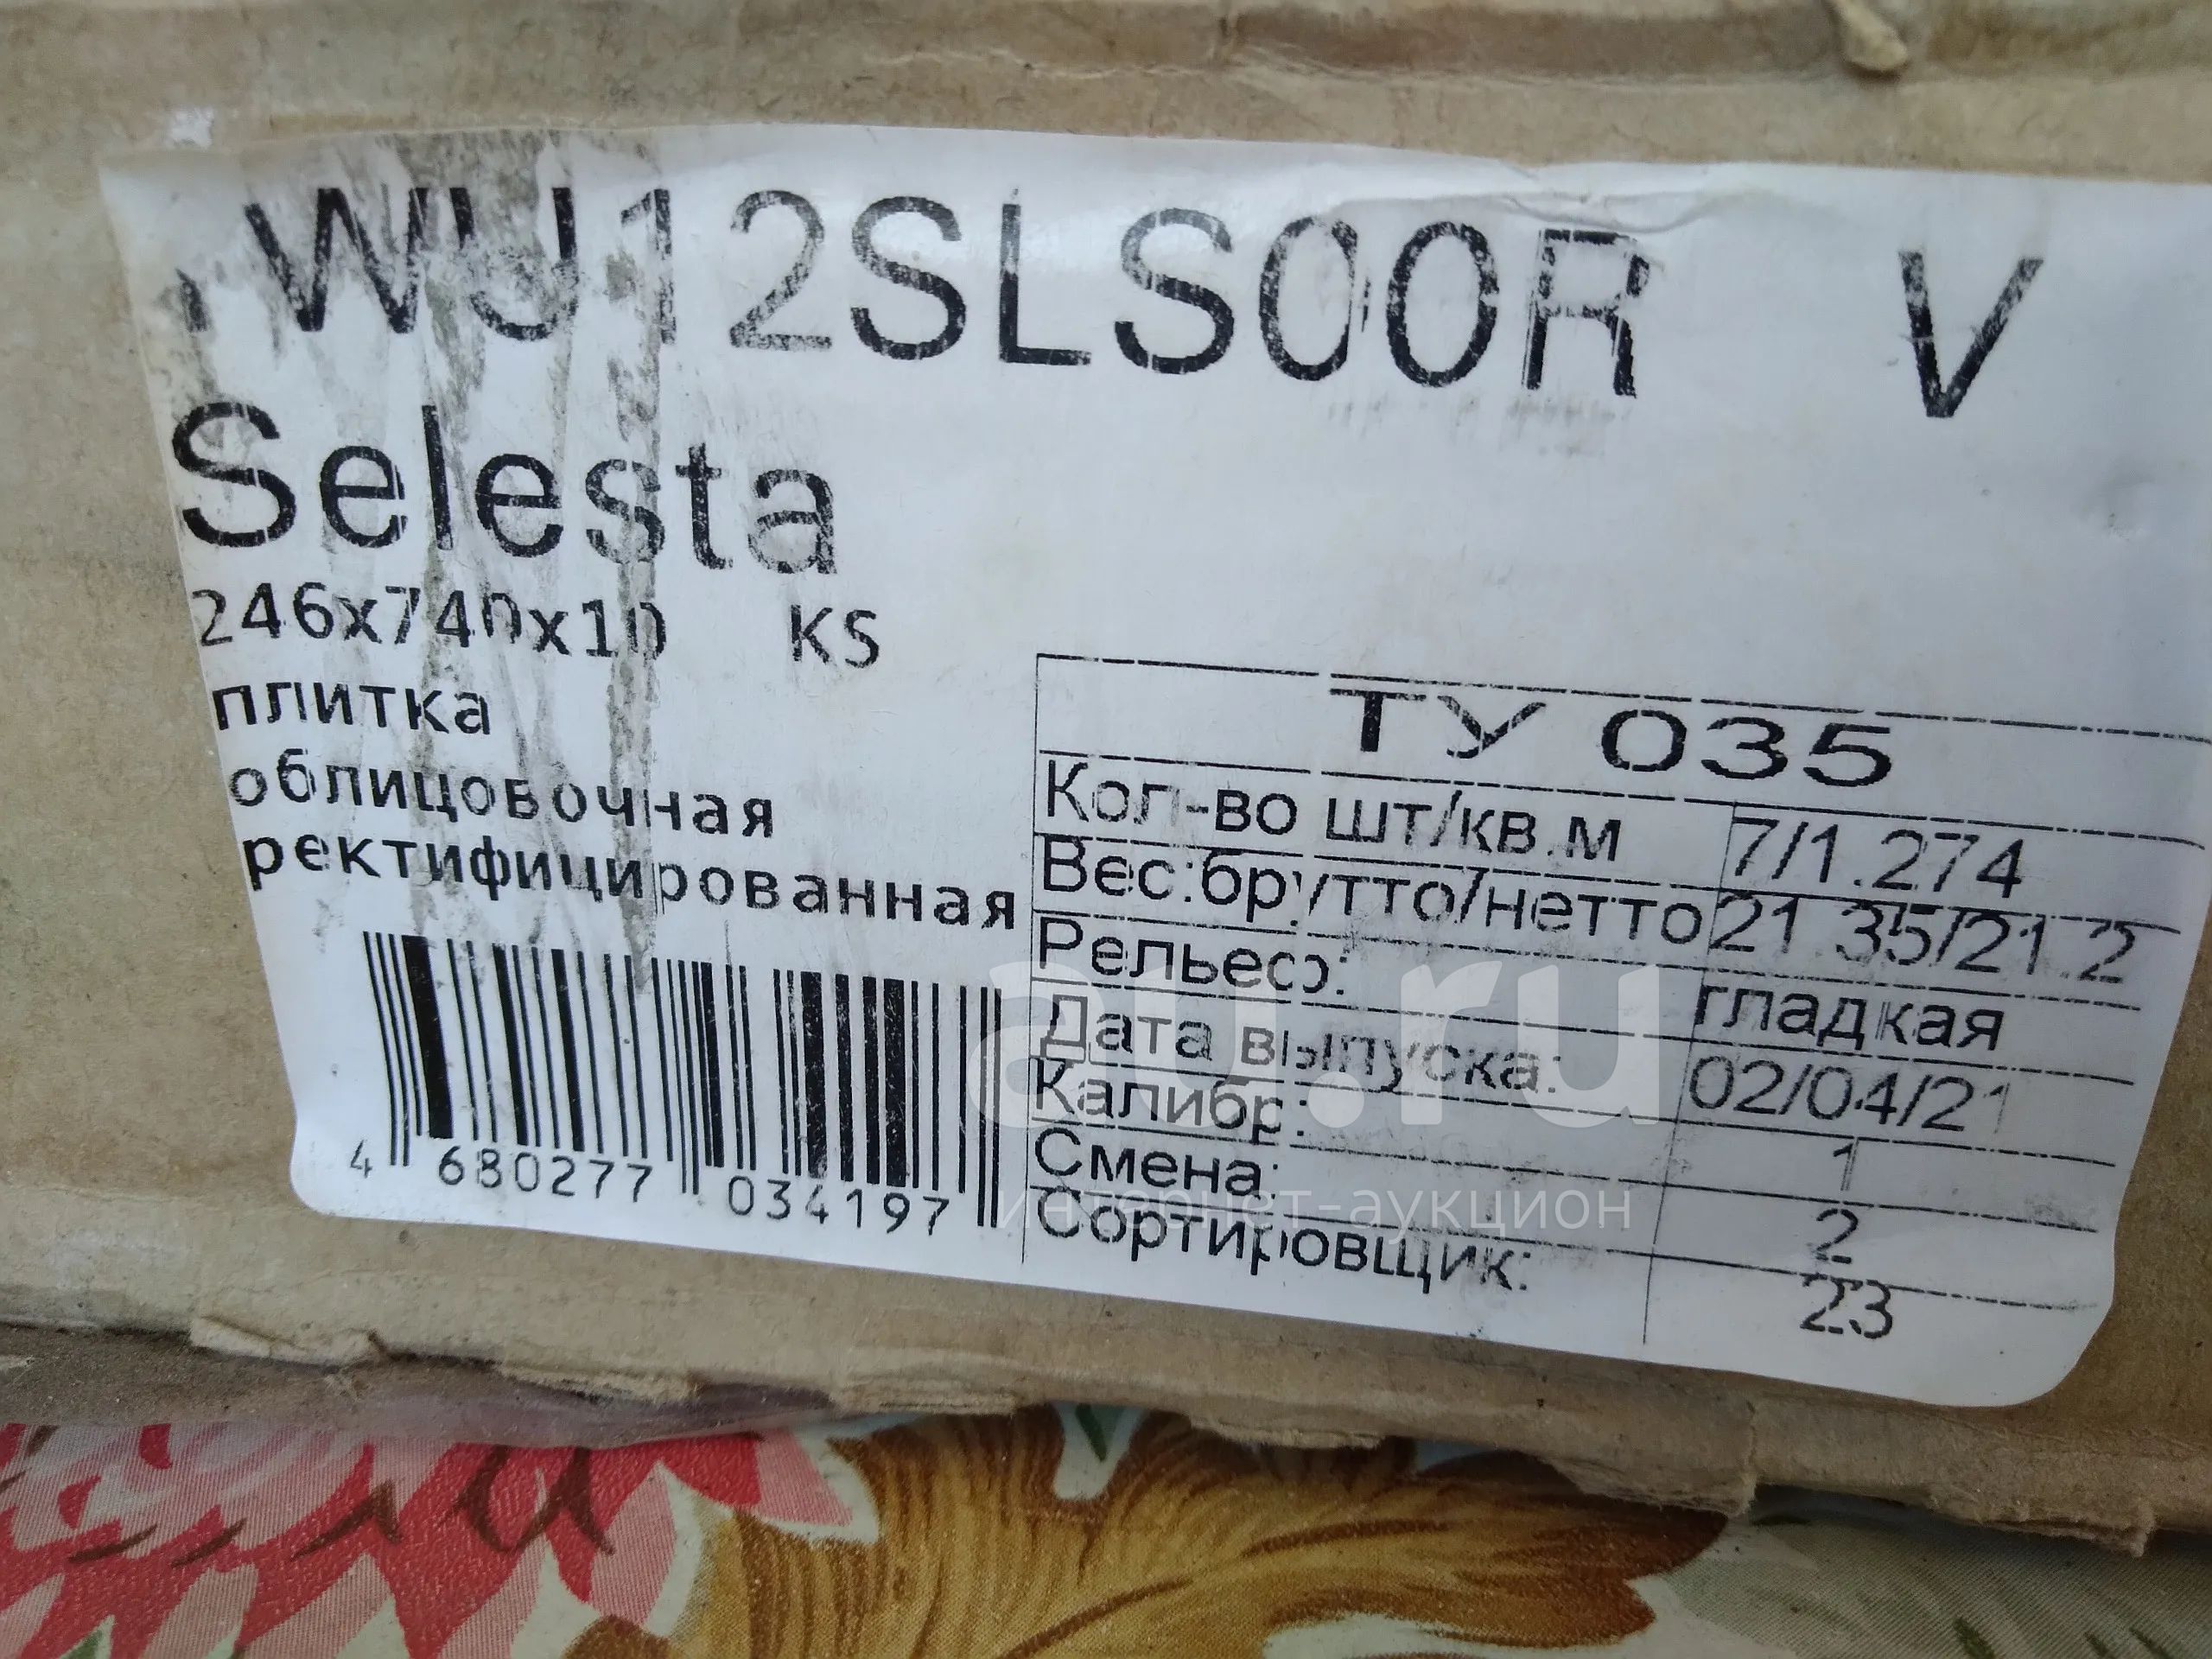 WU12SLS00R V
Selesta
246x740x10 KS
плитка
облицовочная
ректифицированная
4 680277 034197
ТУ 035
Кол-во шт/кв.м 7/1.274
Вес:брутто/нетто 21.35/21.2
Рельеф: гладкая
Дата выпуска: 02/04/21
Калибр: 1
Смена: 2
Сортировщик: 23
au.ru
интернет-аукцион